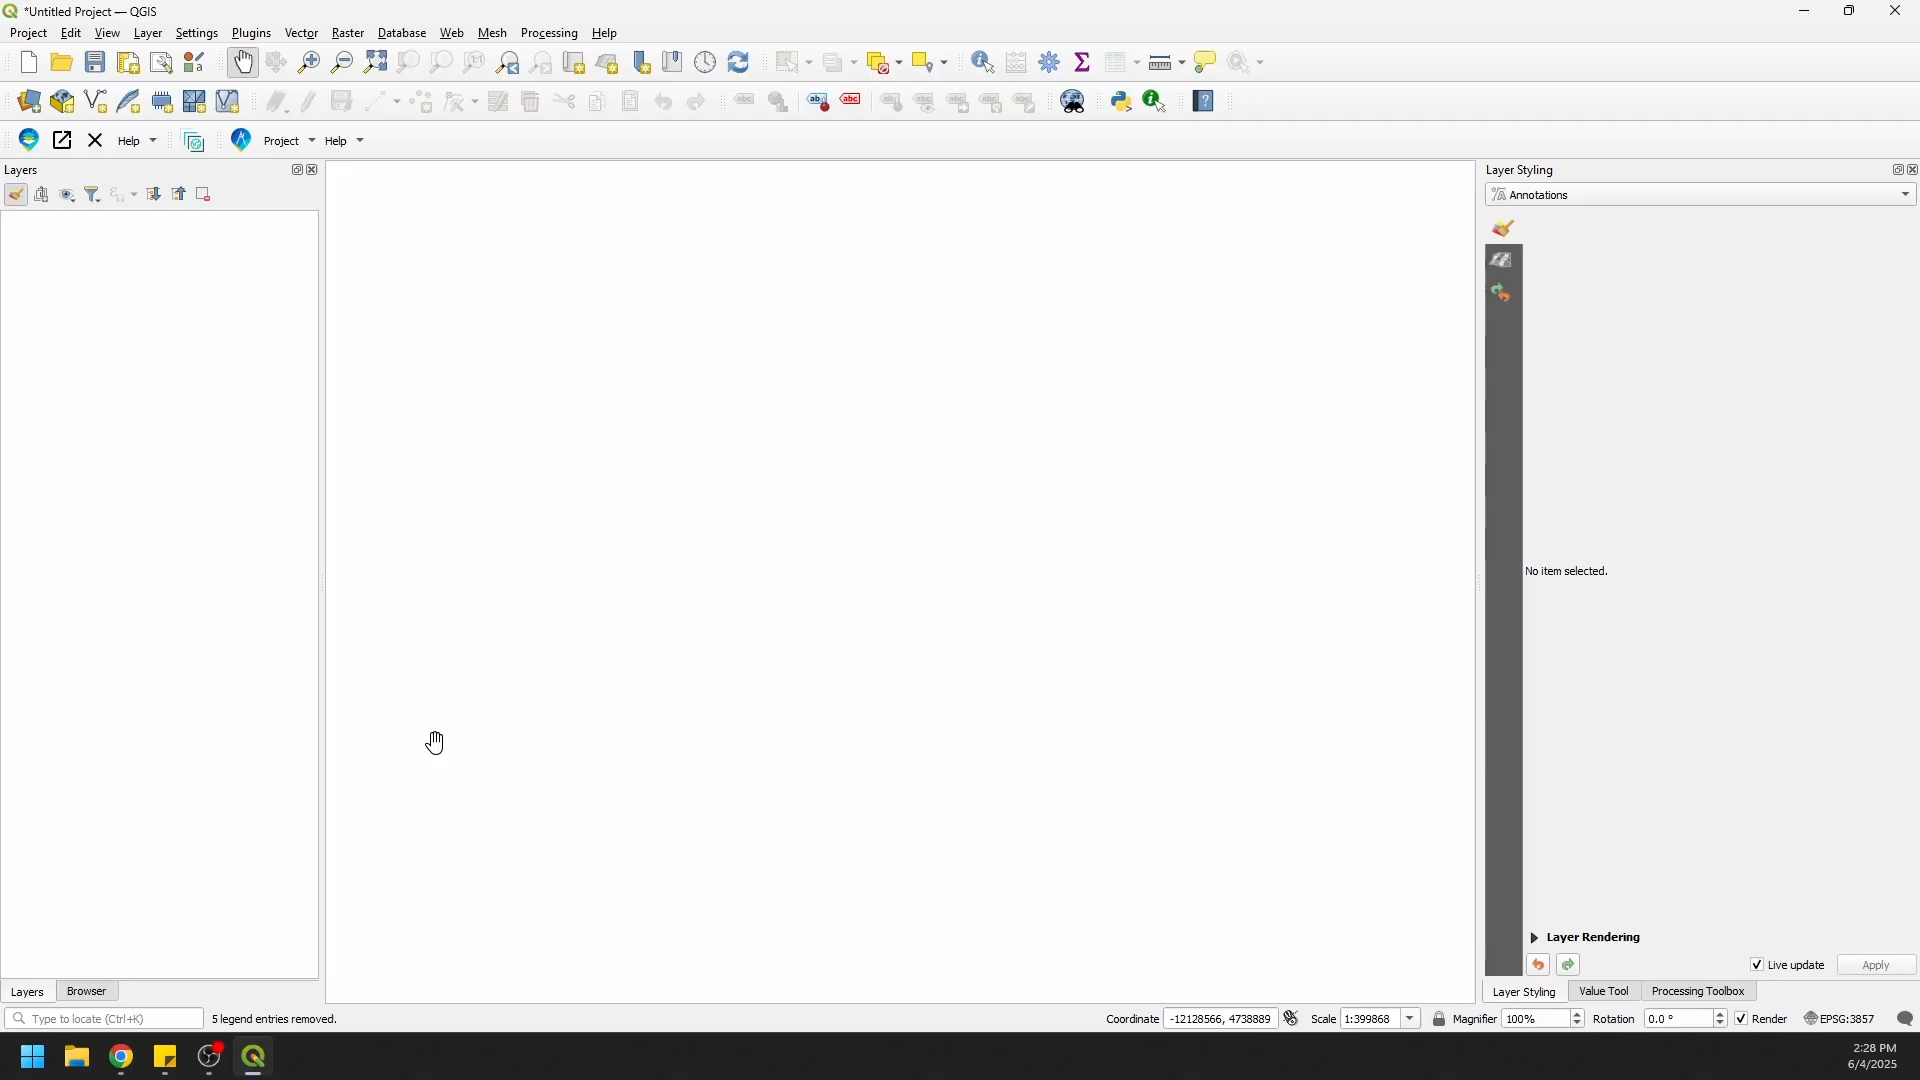 *Untitled Project — QGIS
Project Edit View Layer Settings Plugins Vector Raster Database Web Mesh Processing Help
Help Project Help
Layers
Layer Styling
Annotations
No item selected.
Layer Rendering
Live update Apply
Layers Browser
Layer Styling Value Tool Processing Toolbox
Type to locate (Ctrl+K) 5 legend entries removed. Coordinate -12128566, 4738889 Scale 1:399868 Magnifier 100% Rotation 0.0 ° Render EPSG:3857
2:28 PM
6/4/2025